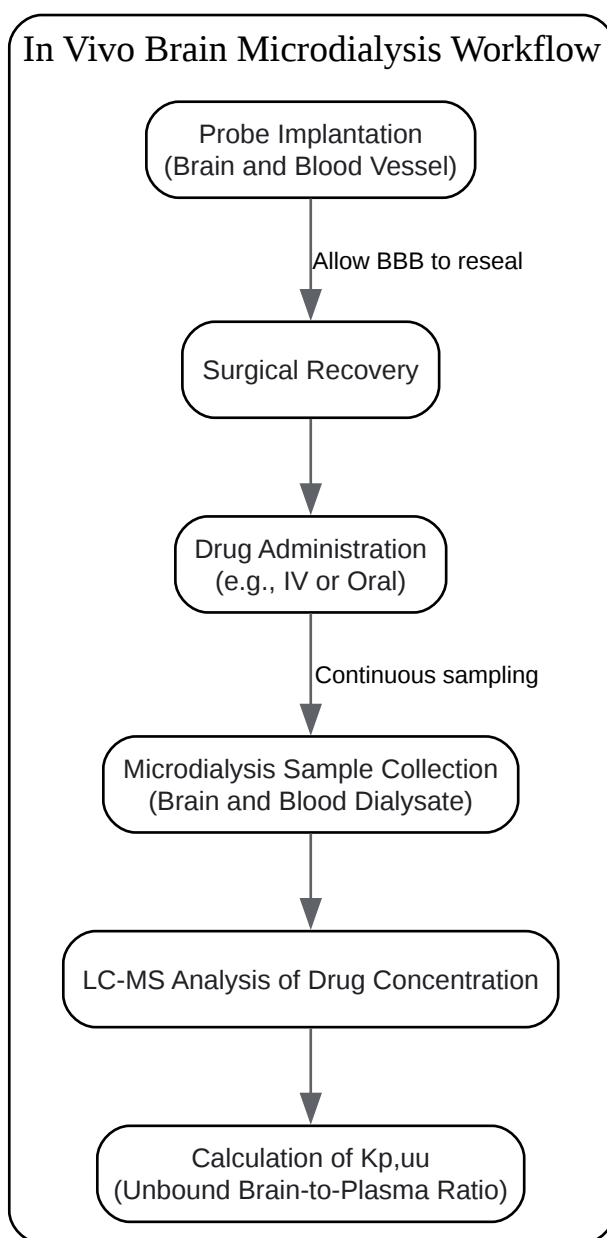 In Vivo Brain Microdialysis Workflow
Probe Implantation
(Brain and Blood Vessel)
Allow BBB to reseal
Surgical Recovery
Drug Administration
(e.g., IV or Oral)
Continuous sampling
Microdialysis Sample Collection
(Brain and Blood Dialysate)
LC-MS Analysis of Drug Concentration
Calculation of Kp,uu
(Unbound Brain-to-Plasma Ratio)